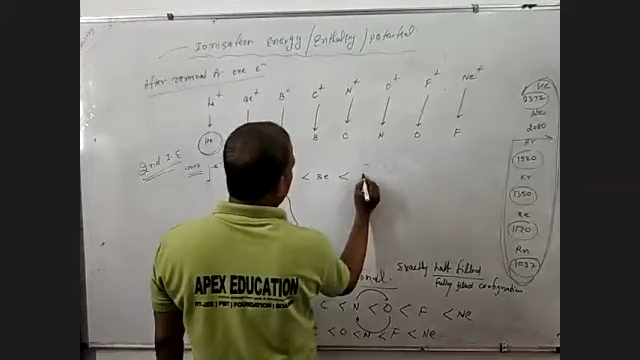 Ionisation energy/Enthalpy/potential
After removal of one e⁻
Li⁺ Be⁺ B⁺ C⁺ N⁺ O⁺ F⁺ Ne⁺
He B C N O F
2nd I.E
e⁻
< Be <
Exactly half filled
fully filled configuration
C < N < O < F < Ne
< O < N < F < Ne
He
2372
Ne
2080
Ar
1520
Kr
1350
Xe
1170
Rn
1037
APEX EDUCATION